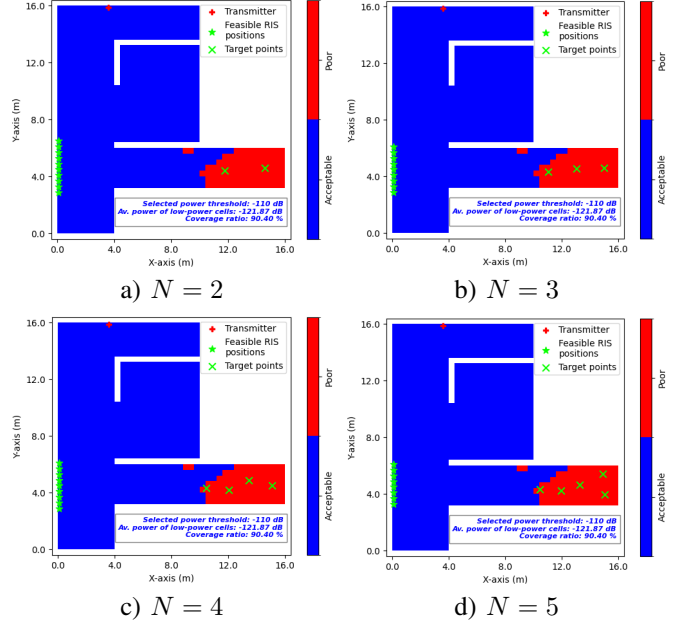 16.0
12.0
8.0
4.0
0.0
Y-axis (m)
Transmitter
Feasible RIS
positions
Target points
Selected power threshold: -110 dB
Av. power of low-power cells: -121.87 dB
Coverage ratio: 90.40 %
0.0 4.0 8.0 12.0 16.0
X-axis (m)
Poor
Acceptable
a) N = 2
16.0
12.0
8.0
4.0
0.0
Y-axis (m)
Transmitter
Feasible RIS
positions
Target points
Selected power threshold: -110 dB
Av. power of low-power cells: -121.87 dB
Coverage ratio: 90.40 %
0.0 4.0 8.0 12.0 16.0
X-axis (m)
Poor
Acceptable
b) N = 3
16.0
12.0
8.0
4.0
0.0
Y-axis (m)
Transmitter
Feasible RIS
positions
Target points
Selected power threshold: -110 dB
Av. power of low-power cells: -121.87 dB
Coverage ratio: 90.40 %
0.0 4.0 8.0 12.0 16.0
X-axis (m)
Poor
Acceptable
c) N = 4
16.0
12.0
8.0
4.0
0.0
Y-axis (m)
Transmitter
Feasible RIS
positions
Target points
Selected power threshold: -110 dB
Av. power of low-power cells: -121.87 dB
Coverage ratio: 90.40 %
0.0 4.0 8.0 12.0 16.0
X-axis (m)
Poor
Acceptable
d) N = 5